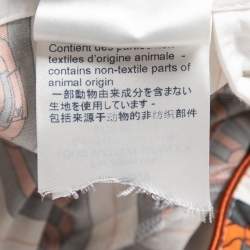 Contient des parties non
textiles d'origine animale -
contains non-textile parts of
animal origin
一部動物由来成分を含まない
生地を使用しています -
包括来源于动物的非纺织部件